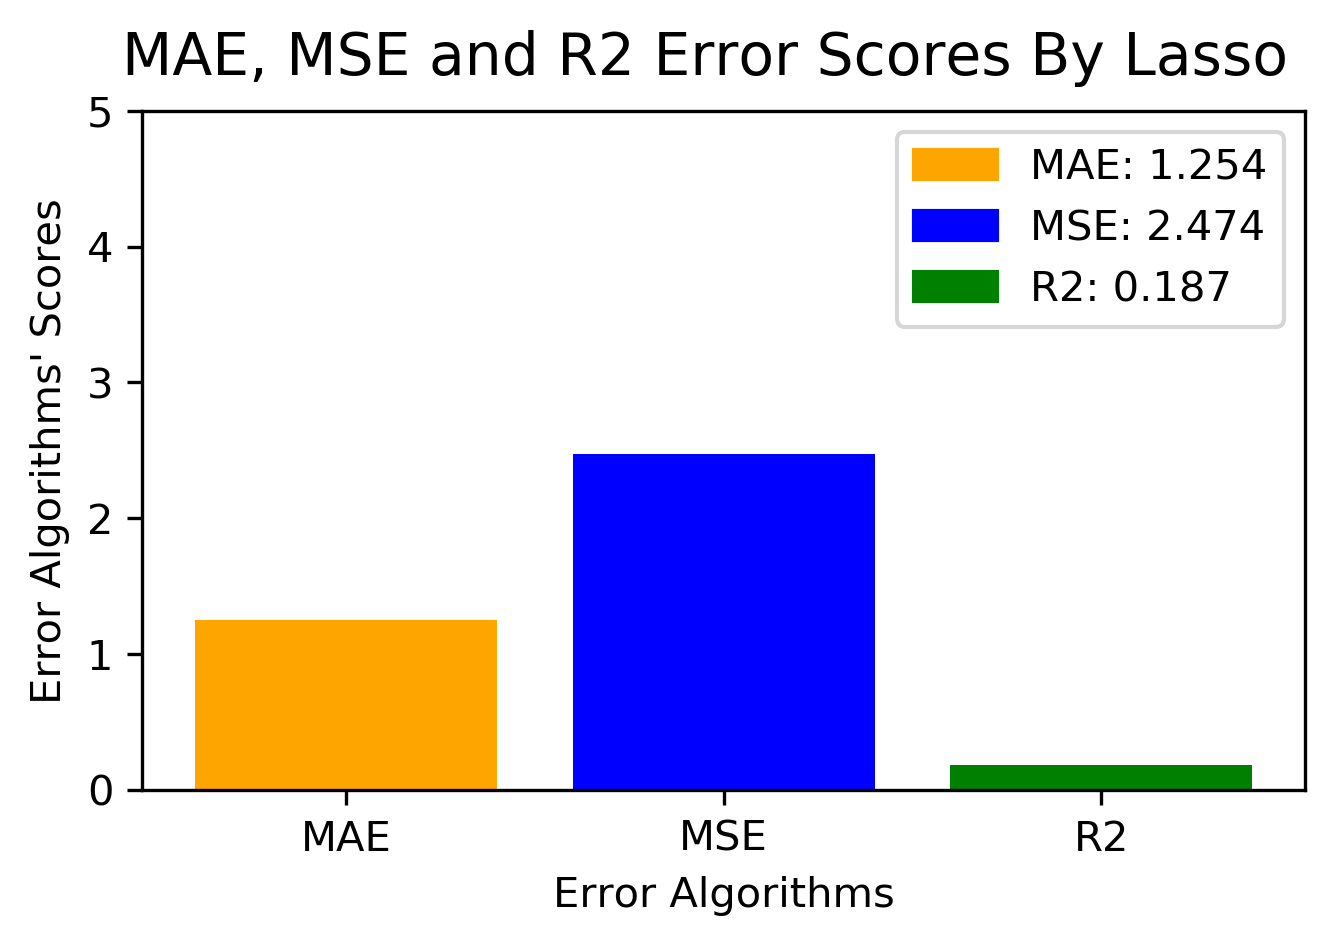 MAE, MSE and R2 Error Scores By Lasso
Error Algorithms' Scores
5
4
3
2
1
0
MAE: 1.254
MSE: 2.474
R2: 0.187
MAE
MSE
R2
Error Algorithms